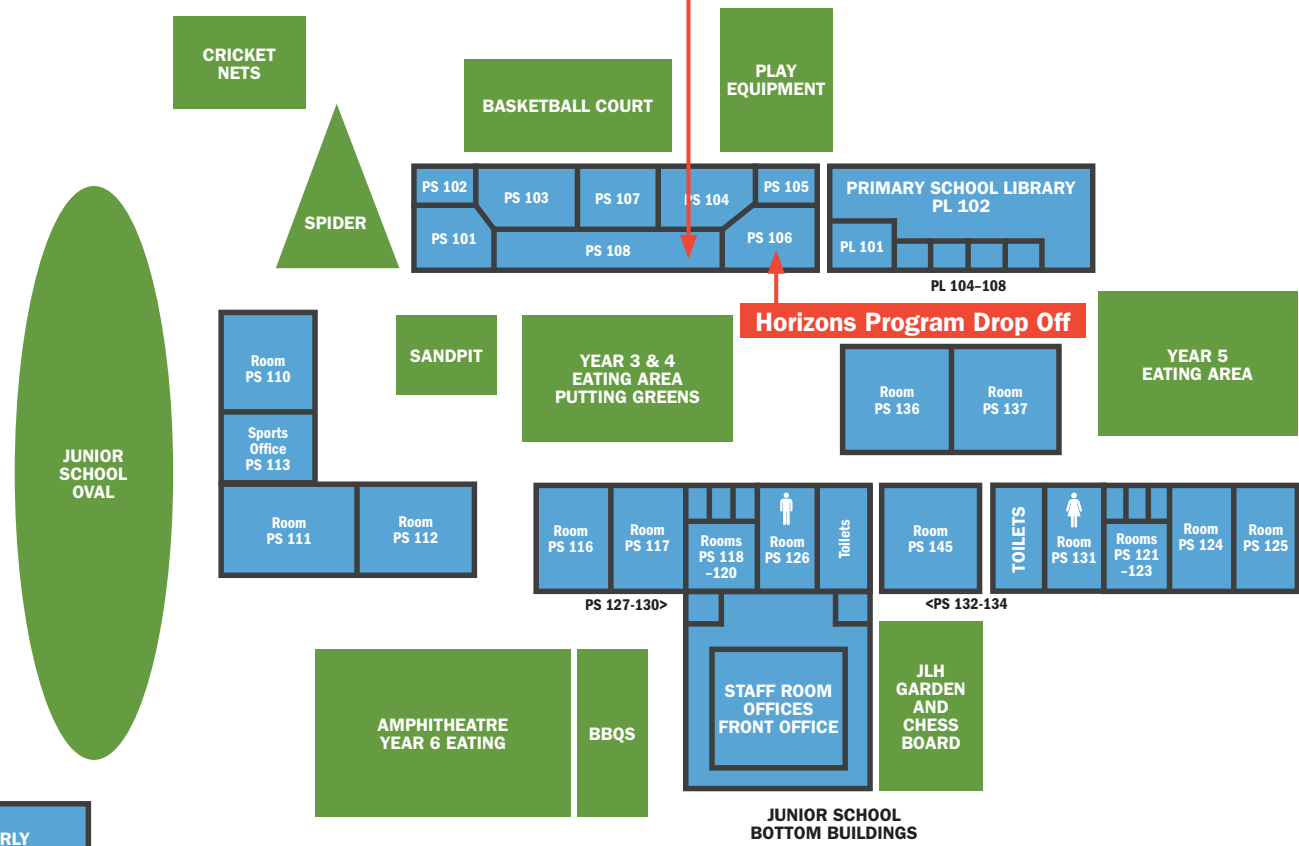 CRICKET
NETS
BASKETBALL COURT
PLAY
EQUIPMENT
SPIDER
PS 102
PS 103
PS 107
PS 104
PS 105
PS 101
PS 108
PS 106
PRIMARY SCHOOL LIBRARY
PL 102
PL 101
PL 104–108
Horizons Program Drop Off
SANDPIT
YEAR 3 & 4
EATING AREA
PUTTING GREENS
YEAR 5
EATING AREA
Room
PS 110
Sports
Office
PS 113
Room
PS 111
Room
PS 112
Room
PS 136
Room
PS 137
JUNIOR
SCHOOL
OVAL
Room
PS 116
Room
PS 117
Rooms
PS 118
–120
Room
PS 126
Toilets
Room
PS 145
TOILETS
Room
PS 131
Rooms
PS 121
–123
Room
PS 124
Room
PS 125
PS 127-130>
<PS 132-134
AMPHITHEATRE
YEAR 6 EATING
BBQS
STAFF ROOM
OFFICES
FRONT OFFICE
JLH
GARDEN
AND
CHESS
BOARD
JUNIOR SCHOOL
BOTTOM BUILDINGS
RLY